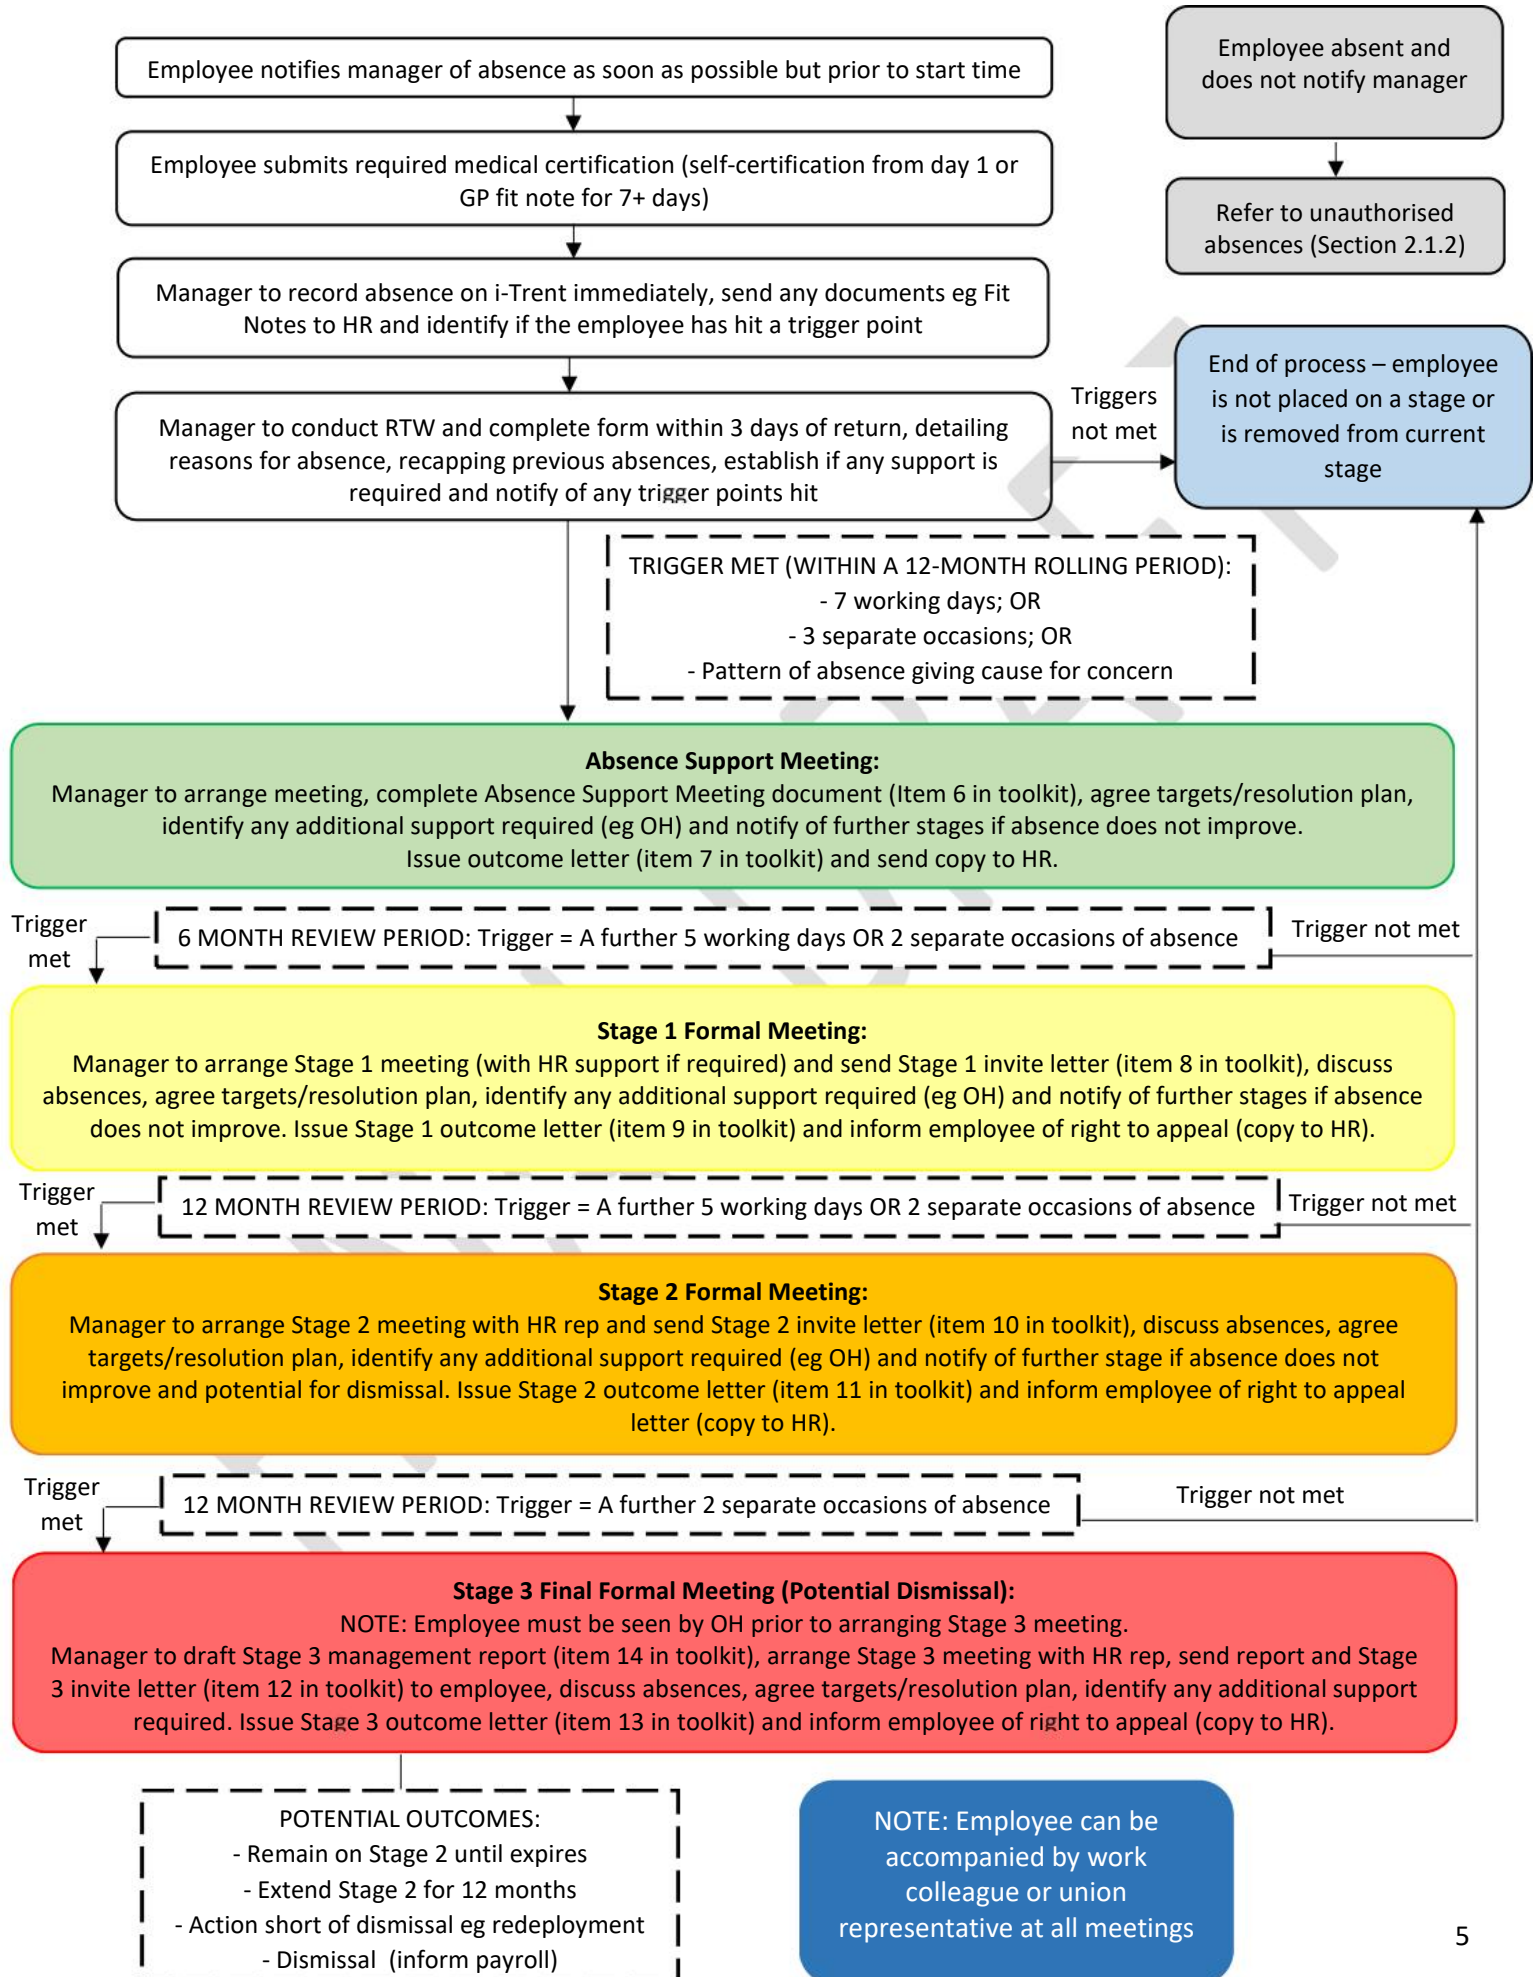 Employee notifies manager of absence as soon as possible but prior to start time
Employee absent and
does not notify manager
Employee submits required medical certification (self-certification from day 1 or
GP fit note for 7+ days)
Refer to unauthorised
absences (Section 2.1.2)
Manager to record absence on i-Trent immediately, send any documents eg Fit
Notes to HR and identify if the employee has hit a trigger point
Manager to conduct RTW and complete form within 3 days of return, detailing
reasons for absence, recapping previous absences, establish if any support is
required and notify of any trigger points hit
Triggers
not met
End of process – employee
is not placed on a stage or
is removed from current
stage
TRIGGER MET (WITHIN A 12-MONTH ROLLING PERIOD):
- 7 working days; OR
- 3 separate occasions; OR
- Pattern of absence giving cause for concern
Absence Support Meeting:
Manager to arrange meeting, complete Absence Support Meeting document (Item 6 in toolkit), agree targets/resolution plan,
identify any additional support required (eg OH) and notify of further stages if absence does not improve.
Issue outcome letter (item 7 in toolkit) and send copy to HR.
Trigger
met
6 MONTH REVIEW PERIOD: Trigger = A further 5 working days OR 2 separate occasions of absence
Trigger not met
Stage 1 Formal Meeting:
Manager to arrange Stage 1 meeting (with HR support if required) and send Stage 1 invite letter (item 8 in toolkit), discuss
absences, agree targets/resolution plan, identify any additional support required (eg OH) and notify of further stages if absence
does not improve. Issue Stage 1 outcome letter (item 9 in toolkit) and inform employee of right to appeal (copy to HR).
Trigger
met
12 MONTH REVIEW PERIOD: Trigger = A further 5 working days OR 2 separate occasions of absence
Trigger not met
Stage 2 Formal Meeting:
Manager to arrange Stage 2 meeting with HR rep and send Stage 2 invite letter (item 10 in toolkit), discuss absences, agree
targets/resolution plan, identify any additional support required (eg OH) and notify of further stage if absence does not
improve and potential for dismissal. Issue Stage 2 outcome letter (item 11 in toolkit) and inform employee of right to appeal
letter (copy to HR).
Trigger
met
12 MONTH REVIEW PERIOD: Trigger = A further 2 separate occasions of absence
Trigger not met
Stage 3 Final Formal Meeting (Potential Dismissal):
NOTE: Employee must be seen by OH prior to arranging Stage 3 meeting.
Manager to draft Stage 3 management report (item 14 in toolkit), arrange Stage 3 meeting with HR rep, send report and Stage
3 invite letter (item 12 in toolkit) to employee, discuss absences, agree targets/resolution plan, identify any additional support
required. Issue Stage 3 outcome letter (item 13 in toolkit) and inform employee of right to appeal (copy to HR).
POTENTIAL OUTCOMES:
- Remain on Stage 2 until expires
- Extend Stage 2 for 12 months
- Action short of dismissal eg redeployment
- Dismissal  (inform payroll)
NOTE: Employee can be
accompanied by work
colleague or union
representative at all meetings
5